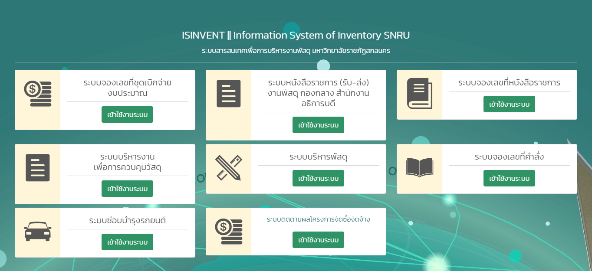 ISINVENT || Information System of Inventory SNRU
ระบบสารสนเทศเพื่อการบริหารงานพัสดุ มหาวิทยาลัยราชภัฏสกลนคร
ระบบจองเลขที่ชุดเบิกจ่าย
งบประมาณ
เข้าใช้งานระบบ
ระบบหนังสือราชการ (รับ-ส่ง)
งานพัสดุ กองกลาง สำนักงาน
อธิการบดี
เข้าใช้งานระบบ
ระบบจองเลขที่หนังสือราชการ
เข้าใช้งานระบบ
ระบบบริหารงาน
เพื่อการควบคุมวัสดุ
เข้าใช้งานระบบ
ระบบบริหารพัสดุ
เข้าใช้งานระบบ
ระบบจองเลขที่คำสั่ง
เข้าใช้งานระบบ
ระบบซ่อมบำรุงรถยนต์
เข้าใช้งานระบบ
ระบบติดตามผลโครงการจัดซื้อจัดจ้าง
เข้าใช้งานระบบ